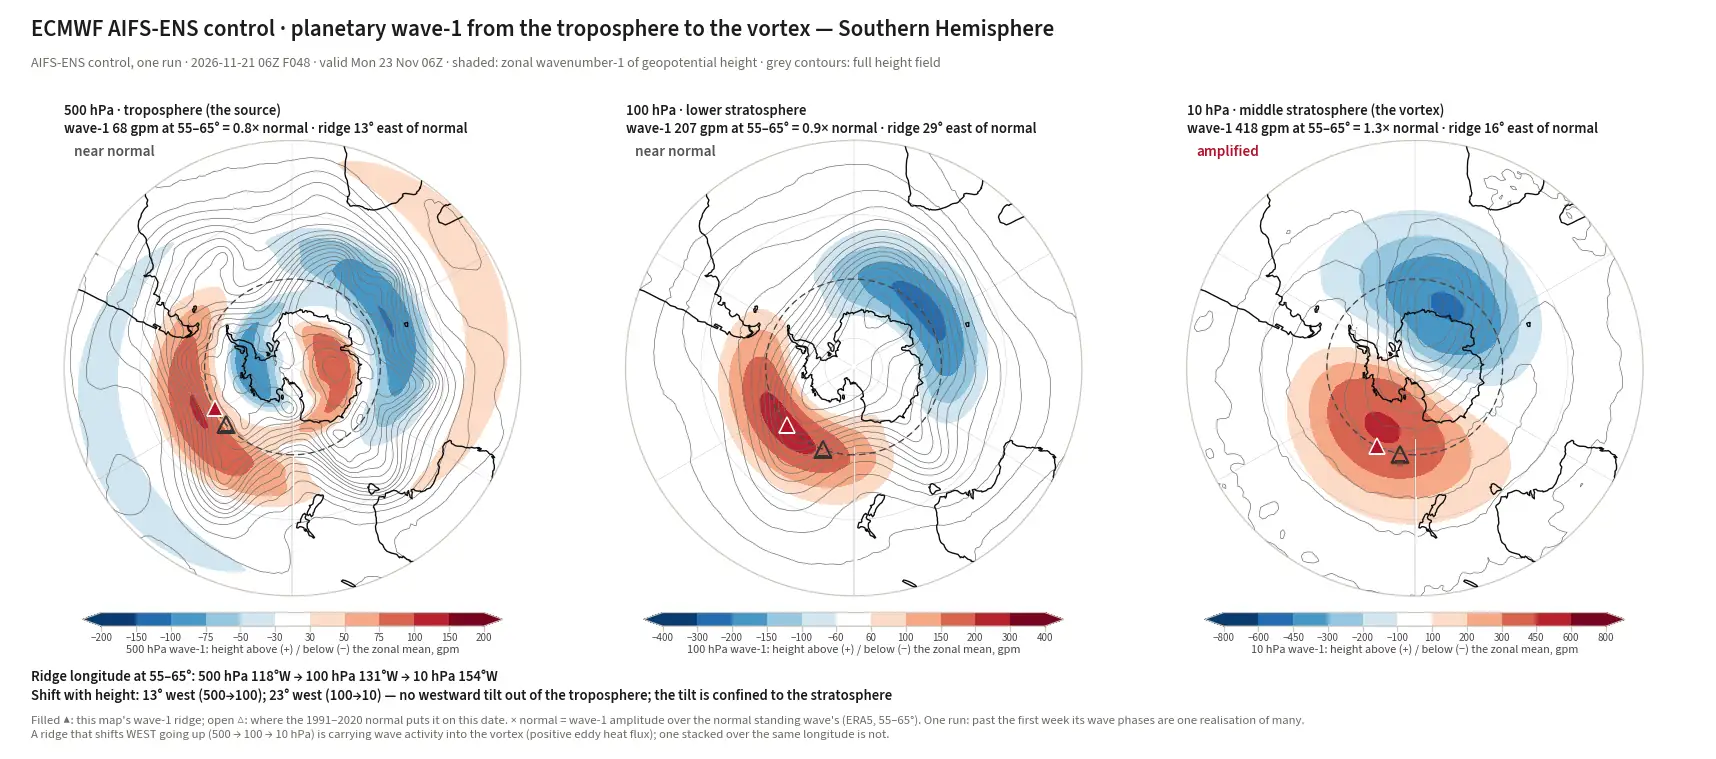 ECMWF AIFS-ENS control · planetary wave-1 from the troposphere to the vortex — Southern Hemisphere
AIFS-ENS control, one run · 2026-11-21 06Z F048 · valid Mon 23 Nov 06Z · shaded: zonal wavenumber-1 of geopotential height · grey contours: full height field
500 hPa · troposphere (the source)
wave-1 68 gpm at 55–65° = 0.8× normal · ridge 13° east of normal
near normal
100 hPa · lower stratosphere
wave-1 207 gpm at 55–65° = 0.9× normal · ridge 29° east of normal
near normal
10 hPa · middle stratosphere (the vortex)
wave-1 418 gpm at 55–65° = 1.3× normal · ridge 16° east of normal
amplified
−200 −150 −100 −75 −50 −30 30 50 75 100 150 200
500 hPa wave-1: height above (+) / below (−) the zonal mean, gpm
−400 −300 −200 −150 −100 −60 60 100 150 200 300 400
100 hPa wave-1: height above (+) / below (−) the zonal mean, gpm
−800 −600 −450 −300 −200 −100 100 200 300 450 600 800
10 hPa wave-1: height above (+) / below (−) the zonal mean, gpm
Ridge longitude at 55–65°: 500 hPa 118°W → 100 hPa 131°W → 10 hPa 154°W
Shift with height: 13° west (500→100); 23° west (100→10) — no westward tilt out of the troposphere; the tilt is confined to the stratosphere
Filled ▲: this map's wave-1 ridge; open △: where the 1991–2020 normal puts it on this date. × normal = wave-1 amplitude over the normal standing wave's (ERA5, 55–65°). One run: past the first week its wave phases are one realisation of many.
A ridge that shifts WEST going up (500 → 100 → 10 hPa) is carrying wave activity into the vortex (positive eddy heat flux); one stacked over the same longitude is not.